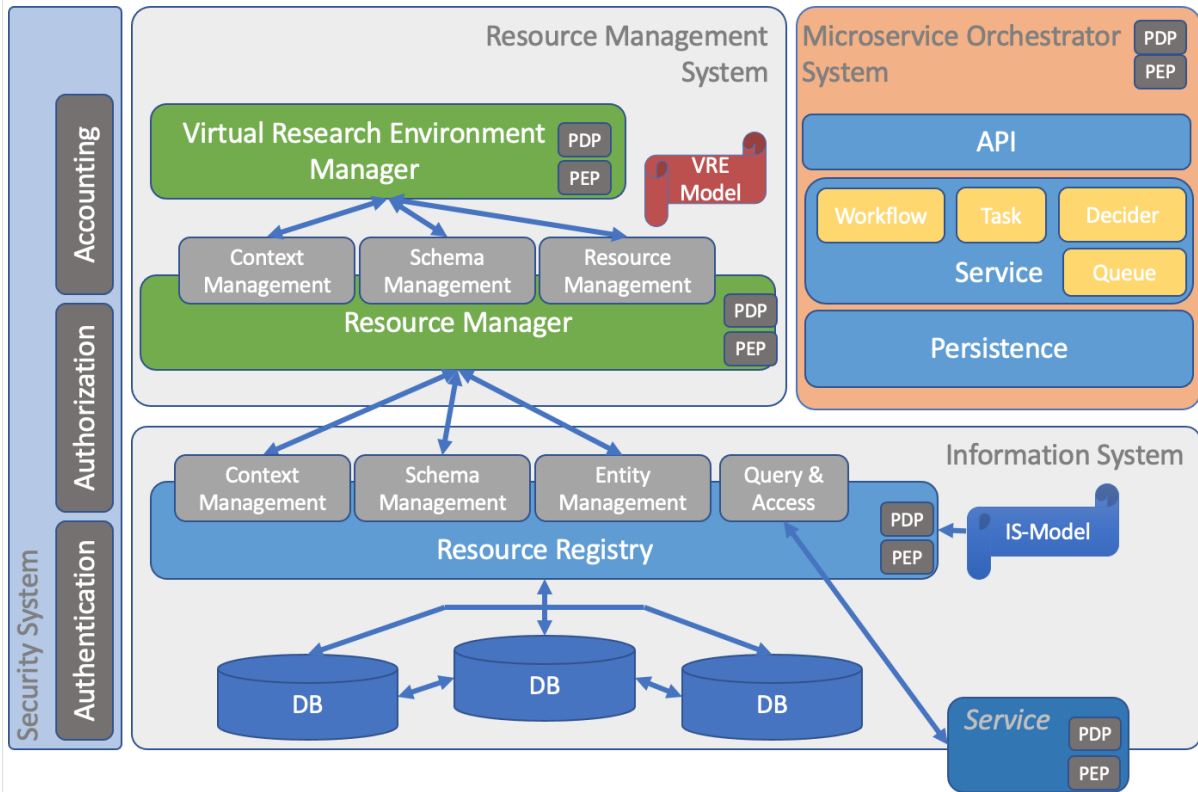 Security System
Accounting
Authorization
Authentication
Resource Management
System
Virtual Research Environment
Manager
PDP
PEP
VRE
Model
Context
Management
Schema
Management
Resource
Management
Resource Manager
PDP
PEP
Microservice Orchestrator
System
PDP
PEP
API
Workflow
Task
Decider
Service
Queue
Persistence
Information System
Context
Management
Schema
Management
Entity
Management
Query &
Access
Resource Registry
PDP
PEP
IS-Model
DB
DB
DB
Service
PDP
PEP